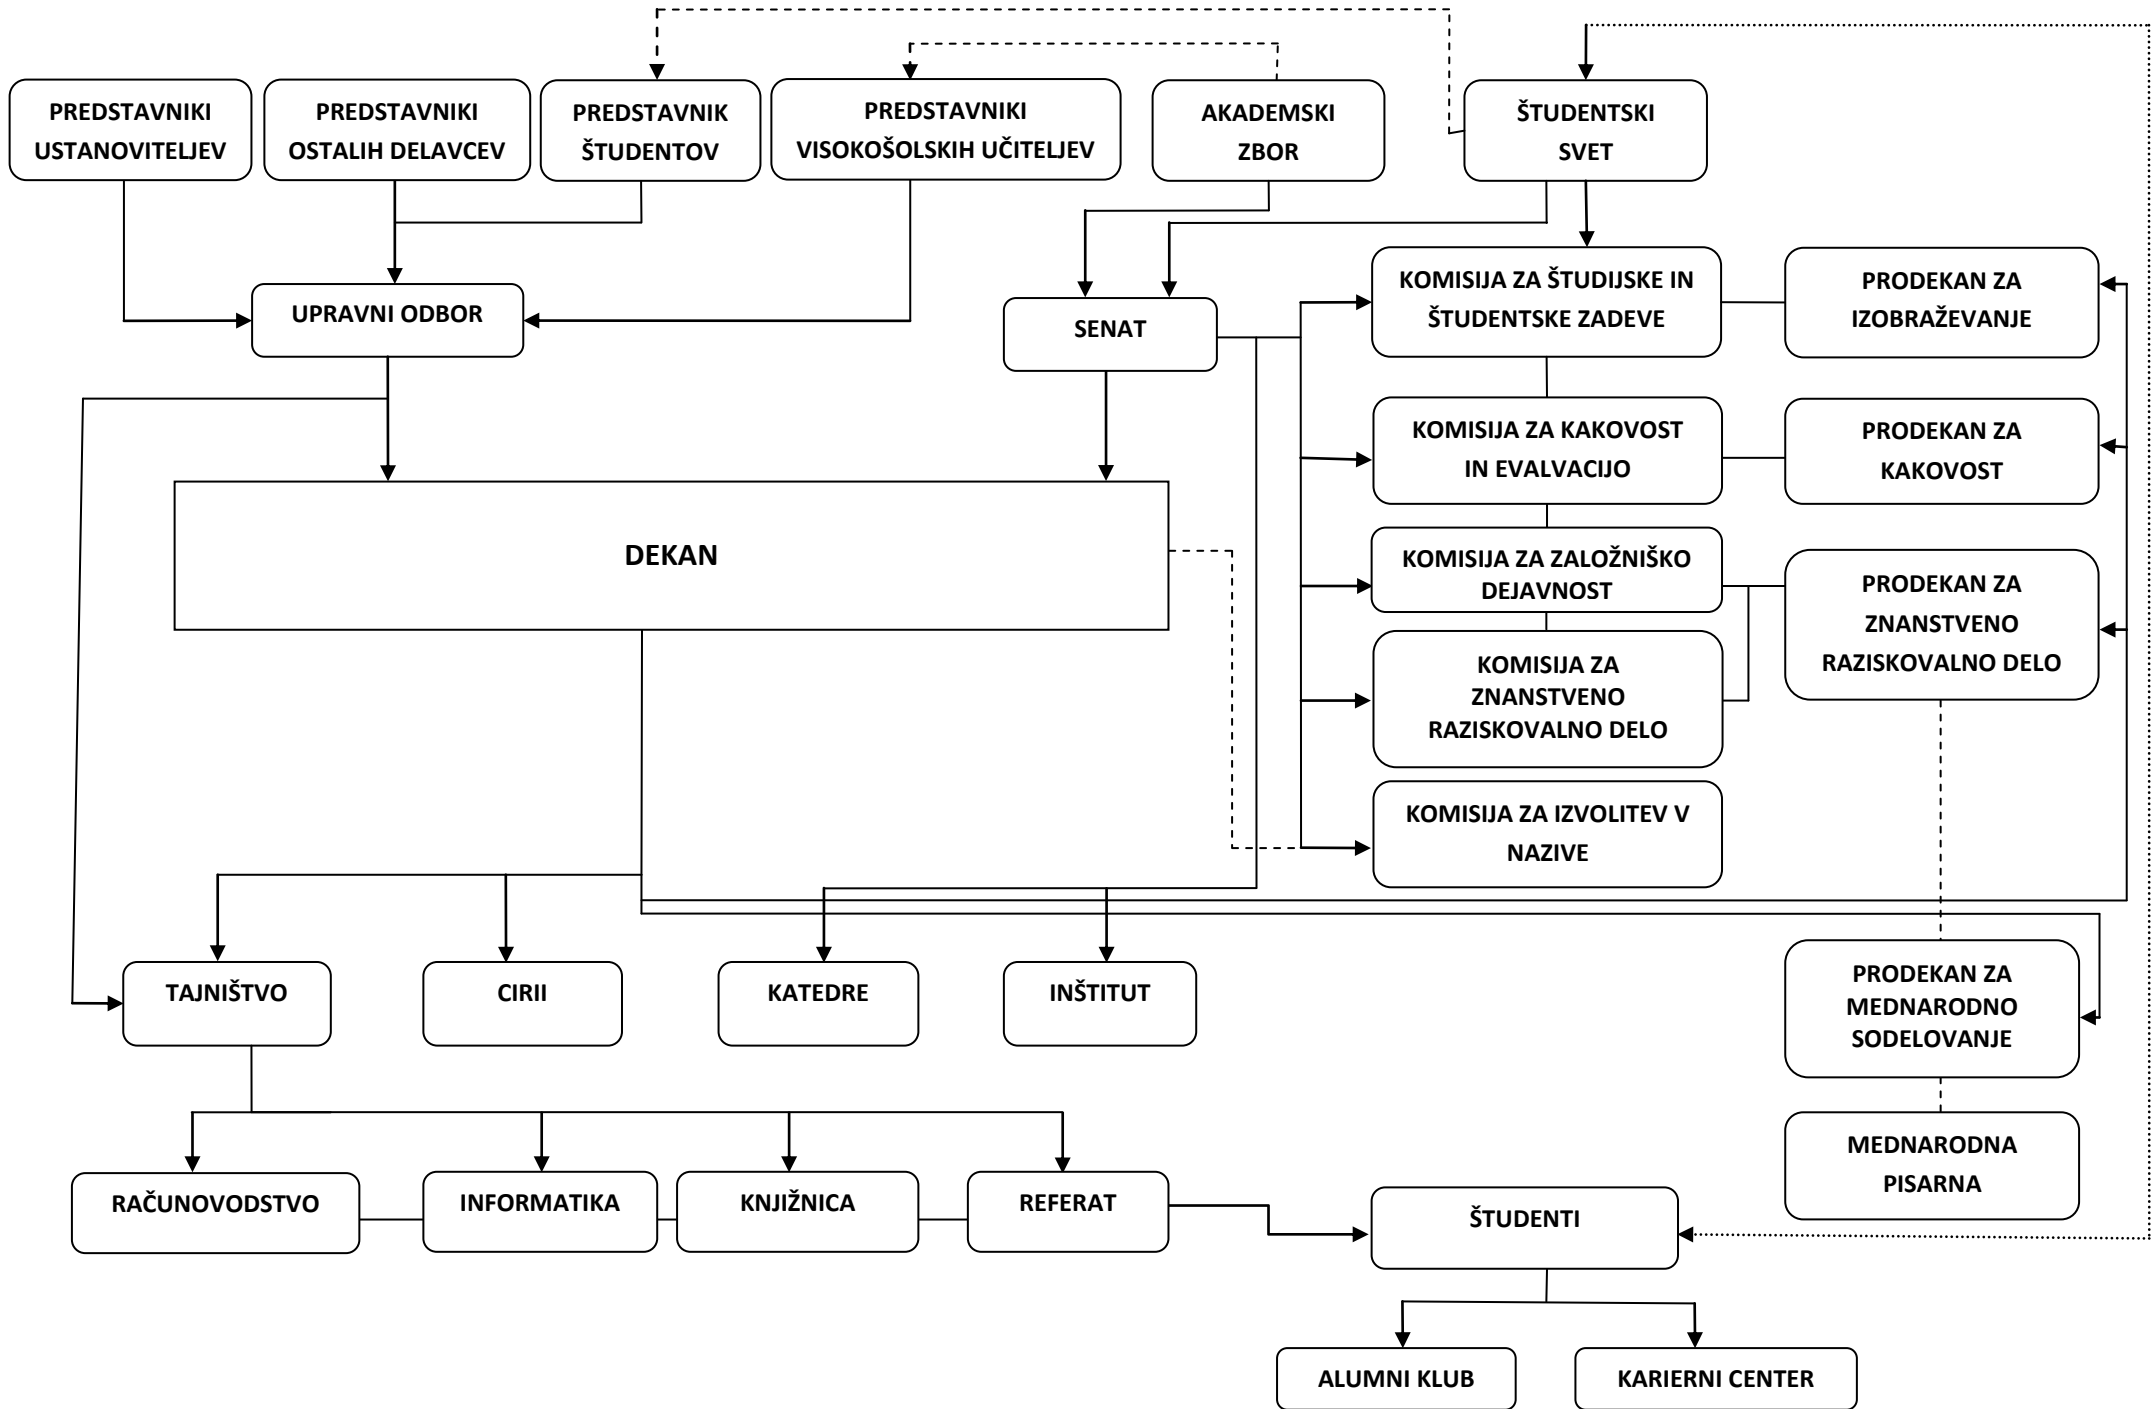 PREDSTAVNIKI
USTANOVITELJEV
PREDSTAVNIKI
OSTALIH DELAVCEV
PREDSTAVNIK
ŠTUDENTOV
PREDSTAVNIKI
VISOKOŠOLSKIH UČITELJEV
AKADEMSKI
ZBOR
ŠTUDENTSKI
SVET
UPRAVNI ODBOR
SENAT
KOMISIJA ZA ŠTUDIJSKE IN
ŠTUDENTSKE ZADEVE
PRODEKAN ZA
IZOBRAŽEVANJE
KOMISIJA ZA KAKOVOST
IN EVALVACIJO
PRODEKAN ZA
KAKOVOST
DEKAN
KOMISIJA ZA ZALOŽNIŠKO
DEJAVNOST
PRODEKAN ZA
ZNANSTVENO
RAZISKOVALNO DELO
KOMISIJA ZA
ZNANSTVENO
RAZISKOVALNO DELO
KOMISIJA ZA IZVOLITEV V
NAZIVE
TAJNIŠTVO
CIRII
KATEDRE
INŠTITUT
PRODEKAN ZA
MEDNARODNO
SODELOVANJE
MEDNARODNA
PISARNA
RAČUNOVODSTVO
INFORMATIKA
KNJIŽNICA
REFERAT
ŠTUDENTI
ALUMNI KLUB
KARIERNI CENTER